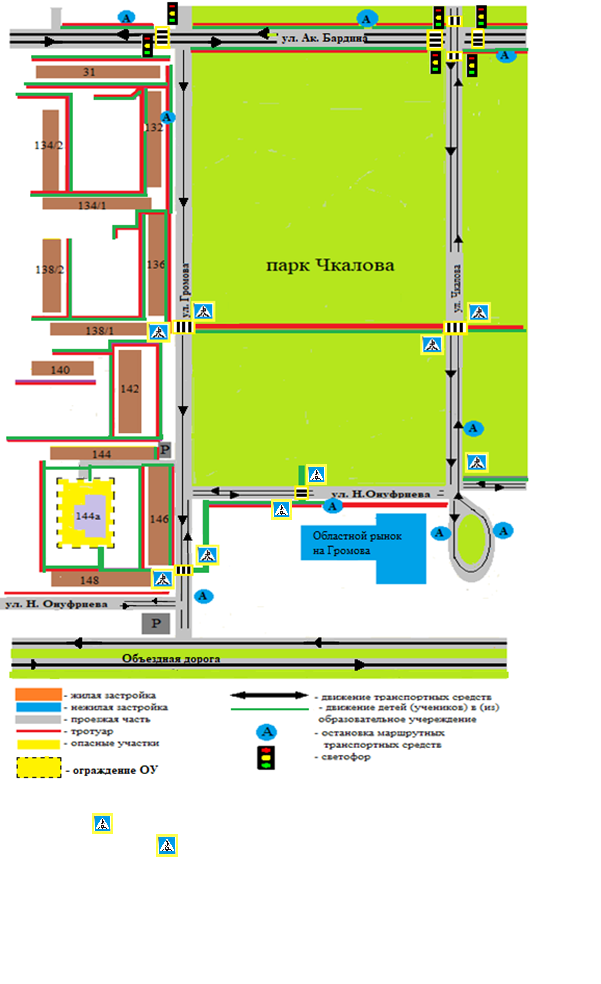 А
А
ул. Ак. Бардина
А
31
132
А
134/2
134/1
136
ул. Громова
парк Чкалова
ул. Чкалова
138/2
138/1
140
142
А
144
Р
ул. Н.Онуфриева
144а
146
А
Областной рынок
на Громова
А
А
148
А
ул. Н. Онуфриева
Р
Объездная дорога
- жилая застройка
- нежилая застройка
- проезжая часть
- тротуар
- опасные участки
- ограждение ОУ
- движение транспортных средств
- движение детей (учеников) в (из)
образовательное учереждение
А
- остановка маршрутных
транспортных средств
- светофор